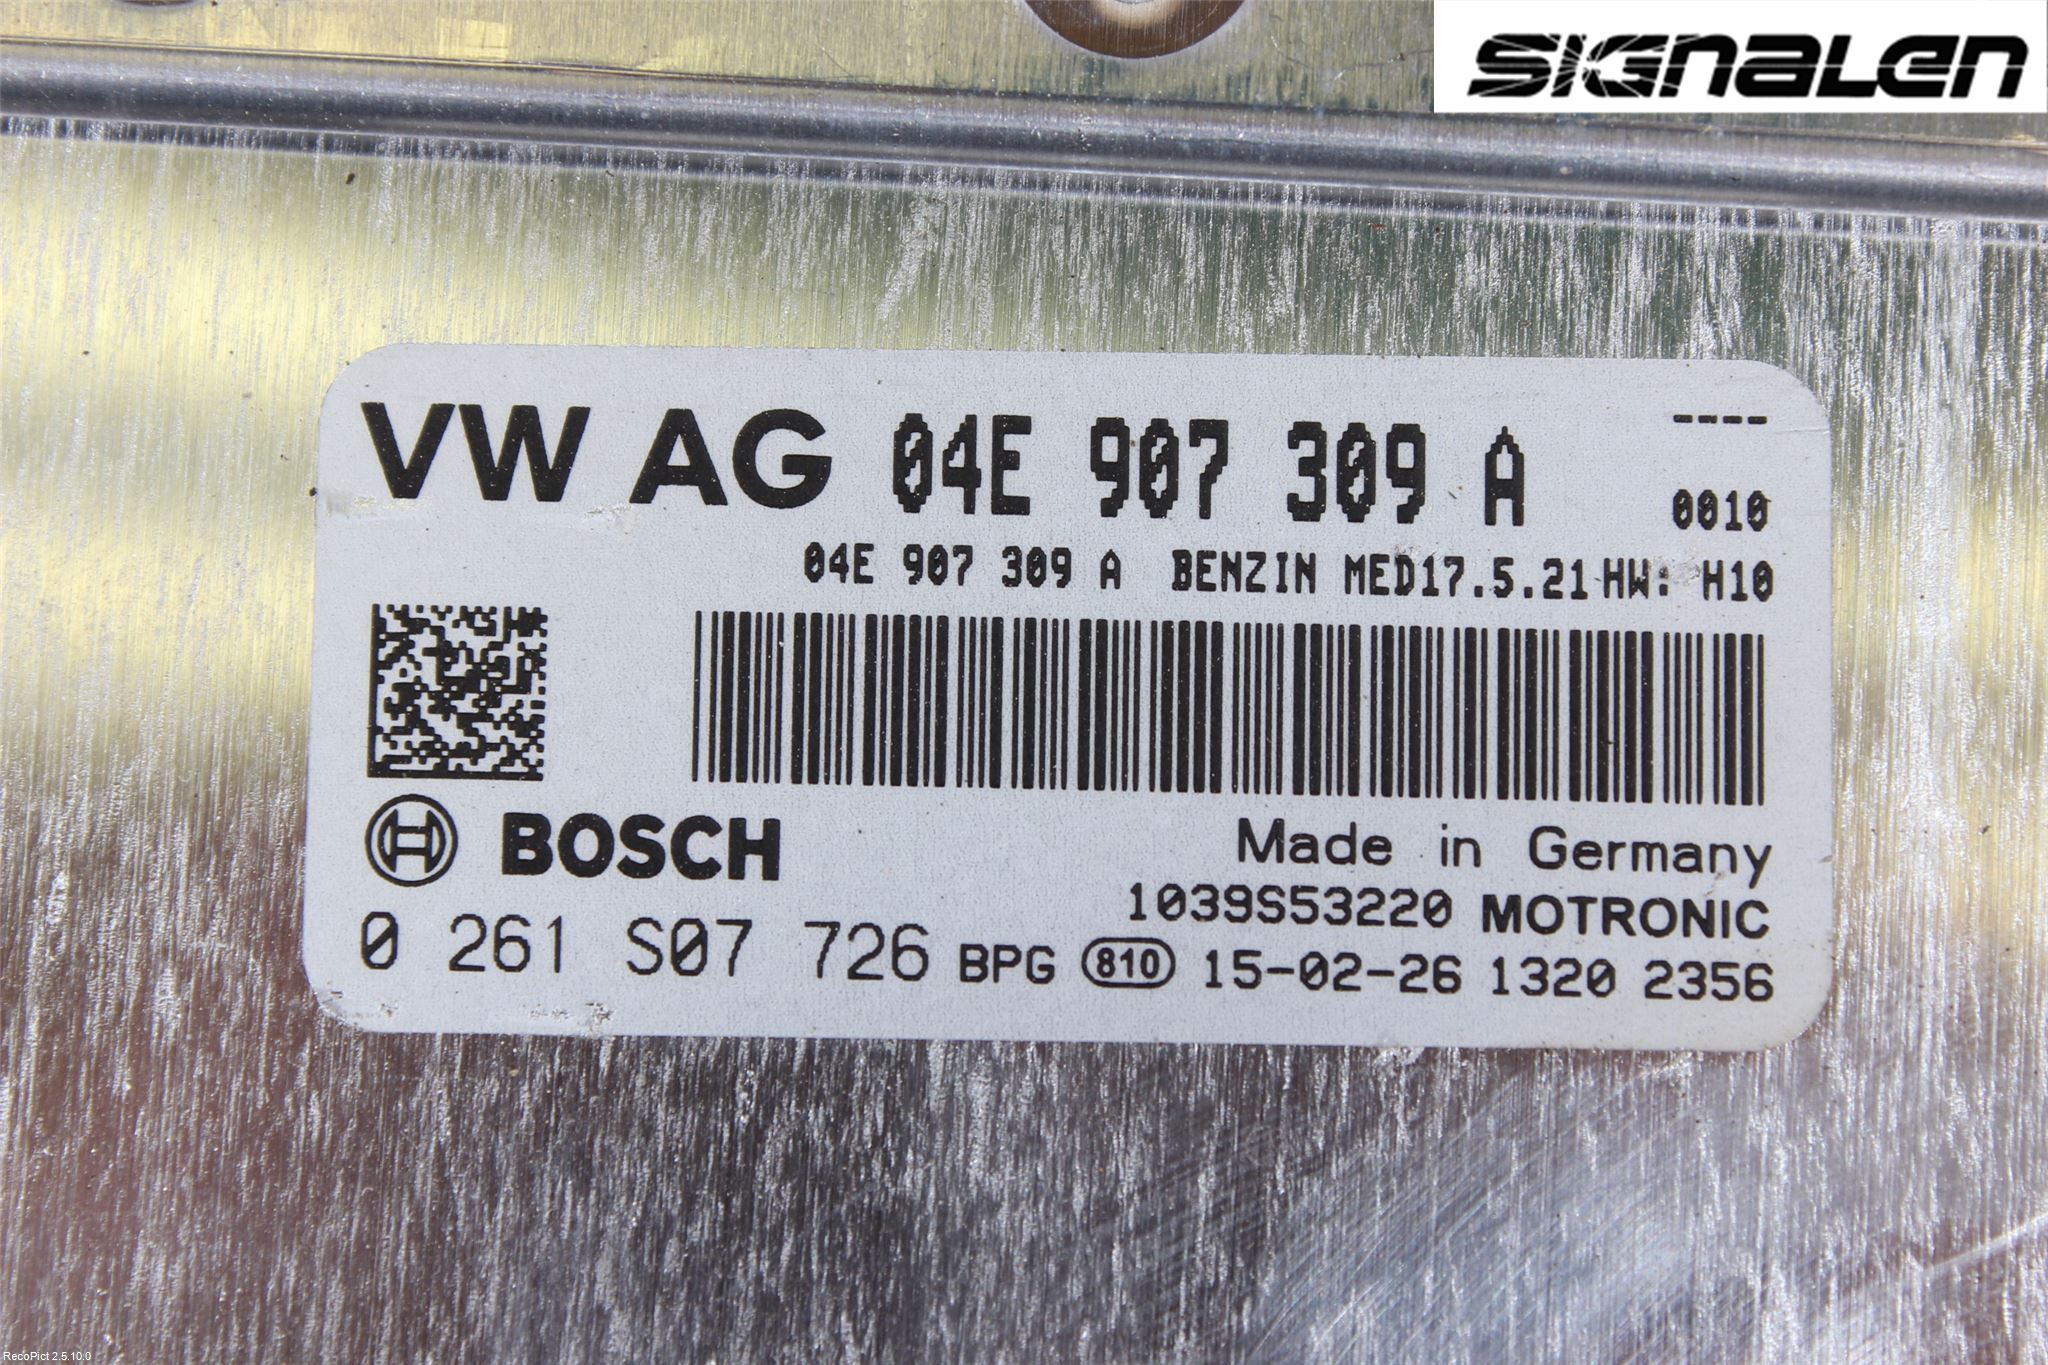 SIGNALEN
VW AG 04E 907 309 A ----
0010
04E 907 309 A BENZIN MED17.5.21 HW: H10
BOSCH
Made in Germany
1039S53220 MOTRONIC
0 261 S07 726 BPG 810 15-02-26 1320 2356
RecoPict 2.5.10.0